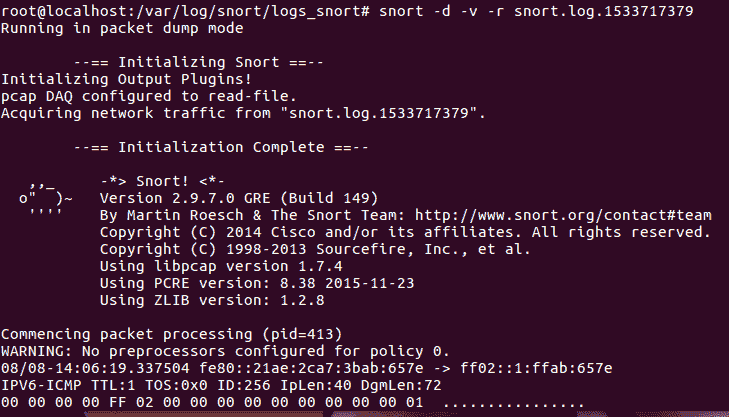 root@localhost:/var/log/snort/logs_snort# snort -d -v -r snort.log.1533717379
Running in packet dump mode
--== Initializing Snort ==--
Initializing Output Plugins!
pcap DAQ configured to read-file.
Acquiring network traffic from "snort.log.1533717379".
--== Initialization Complete ==--
,,_ -*> Snort! <*-
o" )~ Version 2.9.7.0 GRE (Build 149)
'''' By Martin Roesch & The Snort Team: http://www.snort.org/contact#team
Copyright (C) 2014 Cisco and/or its affiliates. All rights reserved.
Copyright (C) 1998-2013 Sourcefire, Inc., et al.
Using libpcap version 1.7.4
Using PCRE version: 8.38 2015-11-23
Using ZLIB version: 1.2.8
Commencing packet processing (pid=413)
WARNING: No preprocessors configured for policy 0.
08/08-14:06:19.337504 fe80::21ae:2ca7:3bab:657e -> ff02::1:ffab:657e
IPV6-ICMP TTL:1 TOS:0x0 ID:256 IpLen:40 DgmLen:72
00 00 00 00 FF 02 00 00 00 00 00 00 00 00 00 01 ................